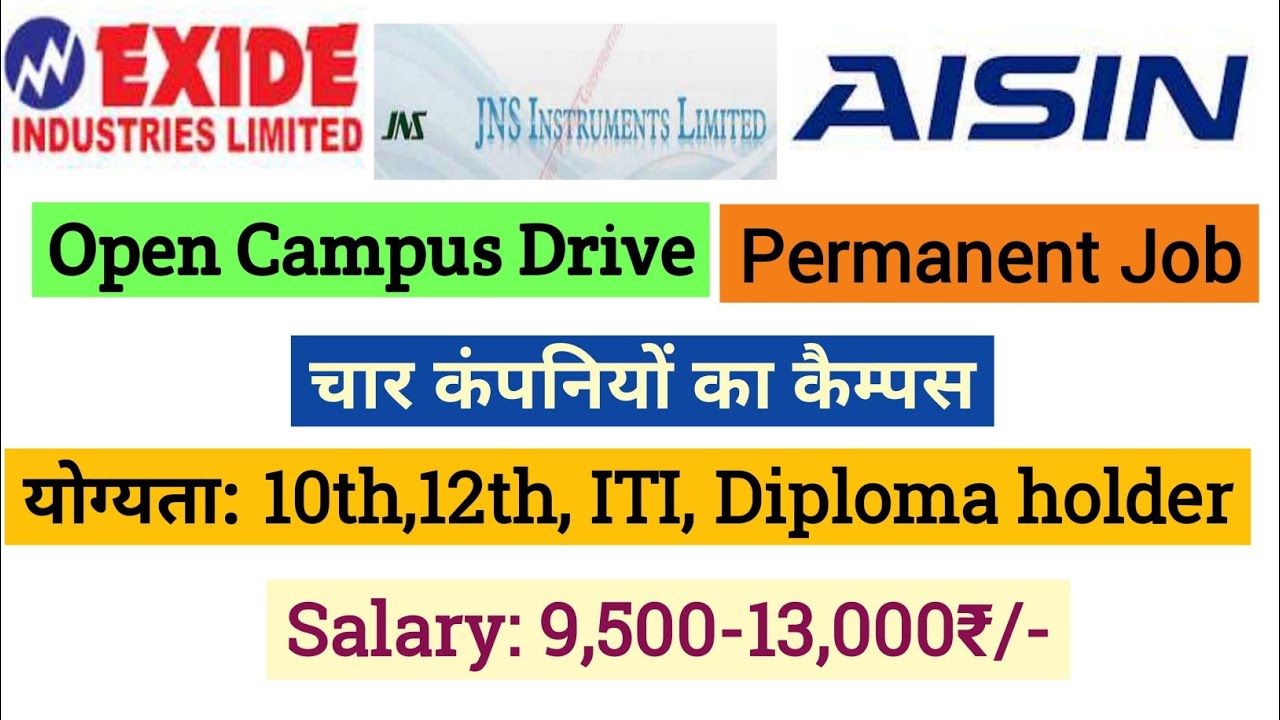 EXIDE
INDUSTRIES LIMITED
JNS JNS INSTRUMENTS LIMITED
AISIN
Open Campus Drive
Permanent Job
चार कंपनियों का कैम्पस
योग्यता: 10th,12th, ITI, Diploma holder
Salary: 9,500-13,000₹/-